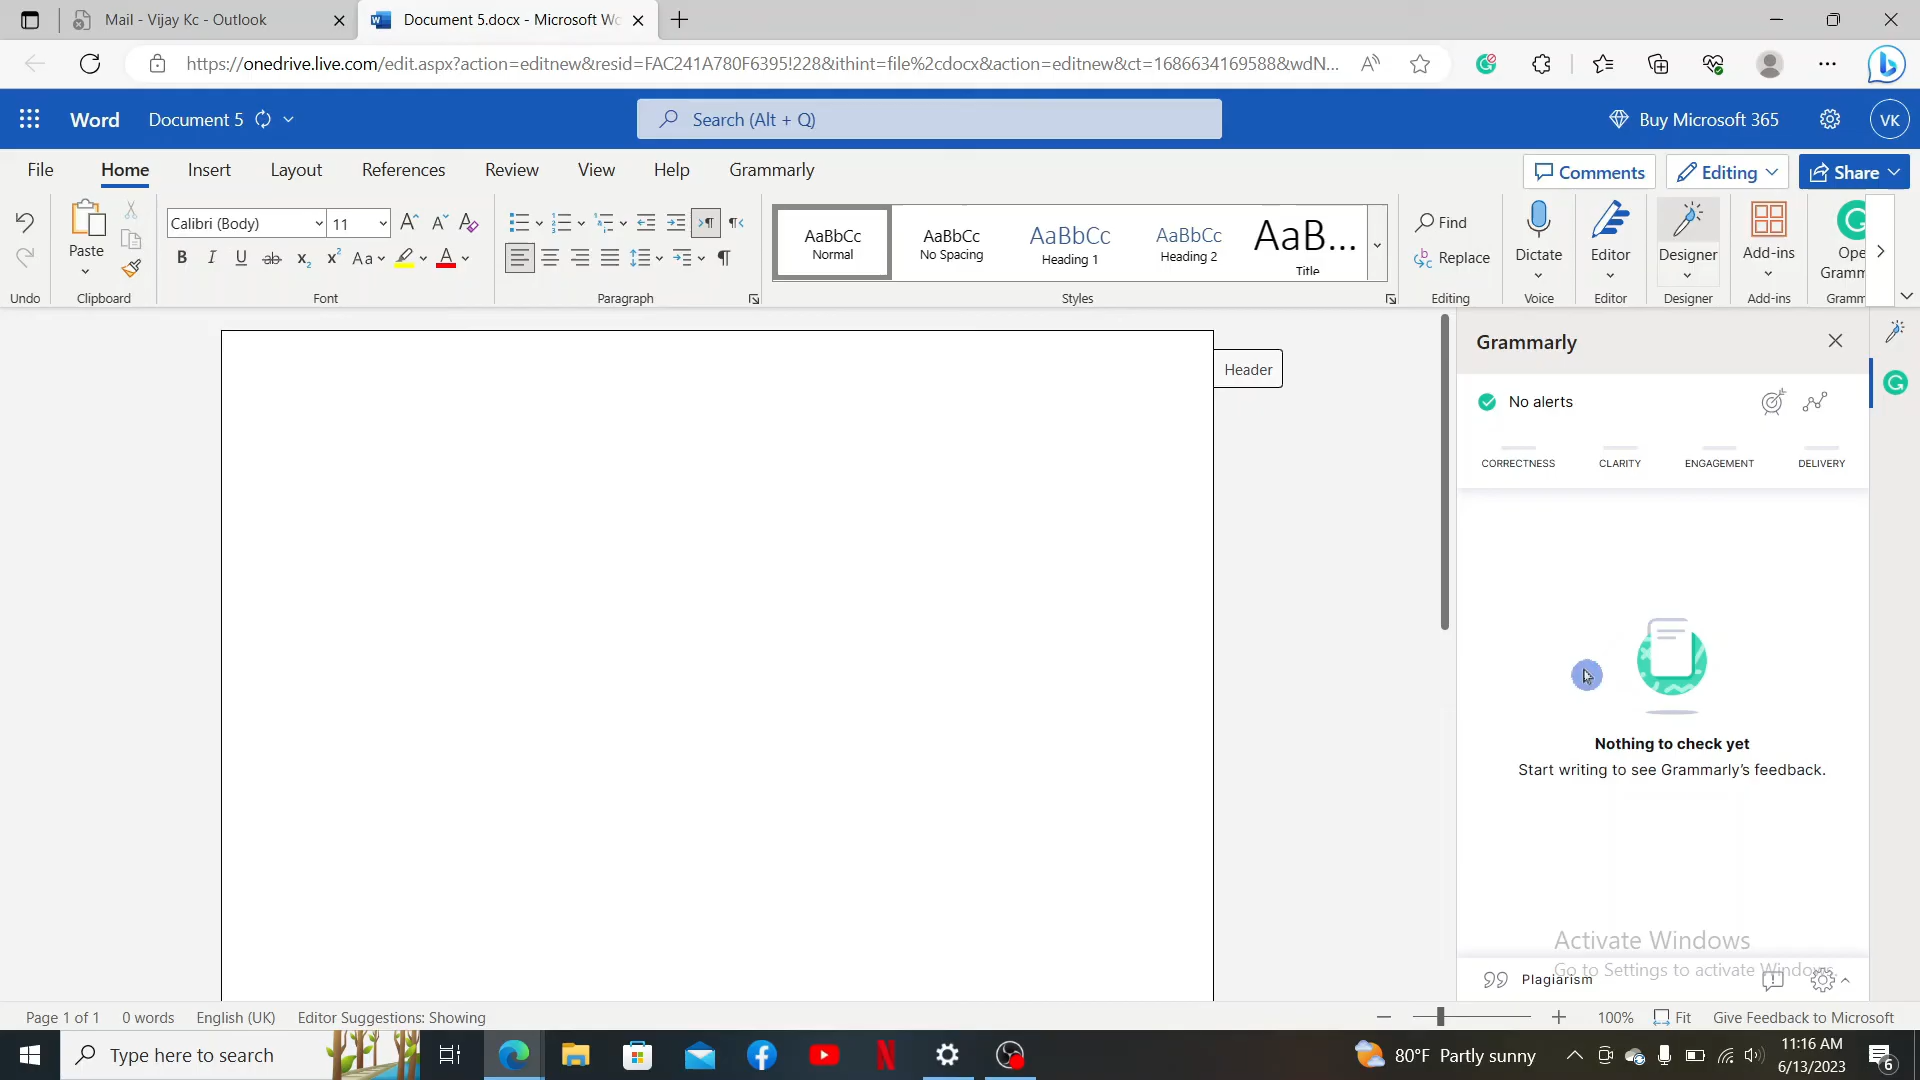 Mail - Vijay Kc - Outlook
Document 5.docx - Microsoft Wo
https://onedrive.live.com/edit.aspx?action=editnew&resid=FAC241A780F6395!228&ithint=file%2cdocx&action=editnew&ct=1686634169588&wdN...
Word Document 5
Search (Alt + Q)
Buy Microsoft 365
VK
File Home Insert Layout References Review View Help Grammarly
Comments Editing Share
Paste
Calibri (Body) 11
AaBbCc
Normal
AaBbCc
No Spacing
AaBbCc
Heading 1
AaBbCc
Heading 2
AaB...
Title
Find
Replace
Dictate
Editor
Designer
Add-ins
Ope
Gramm
Undo Clipboard Font Paragraph Styles Editing Voice Editor Designer Add-ins Gramm
Header
Grammarly
No alerts
CORRECTNESS CLARITY ENGAGEMENT DELIVERY
Nothing to check yet
Start writing to see Grammarly's feedback.
Activate Windows
Go to Settings to activate Windows.
Plagiarism
Page 1 of 1 0 words English (UK) Editor Suggestions: Showing
100% Fit Give Feedback to Microsoft
Type here to search
80°F Partly sunny
11:16 AM
6/13/2023
6